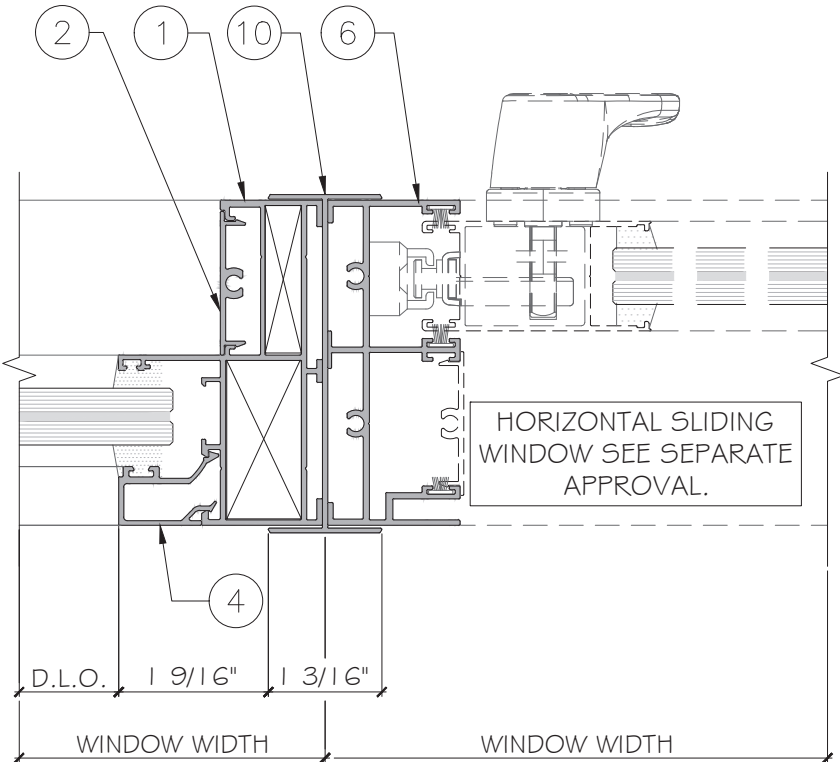 2 1 10 6
HORIZONTAL SLIDING
WINDOW SEE SEPARATE
APPROVAL.
4
D.L.O. 1 9/16" 1 3/16"
WINDOW WIDTH WINDOW WIDTH